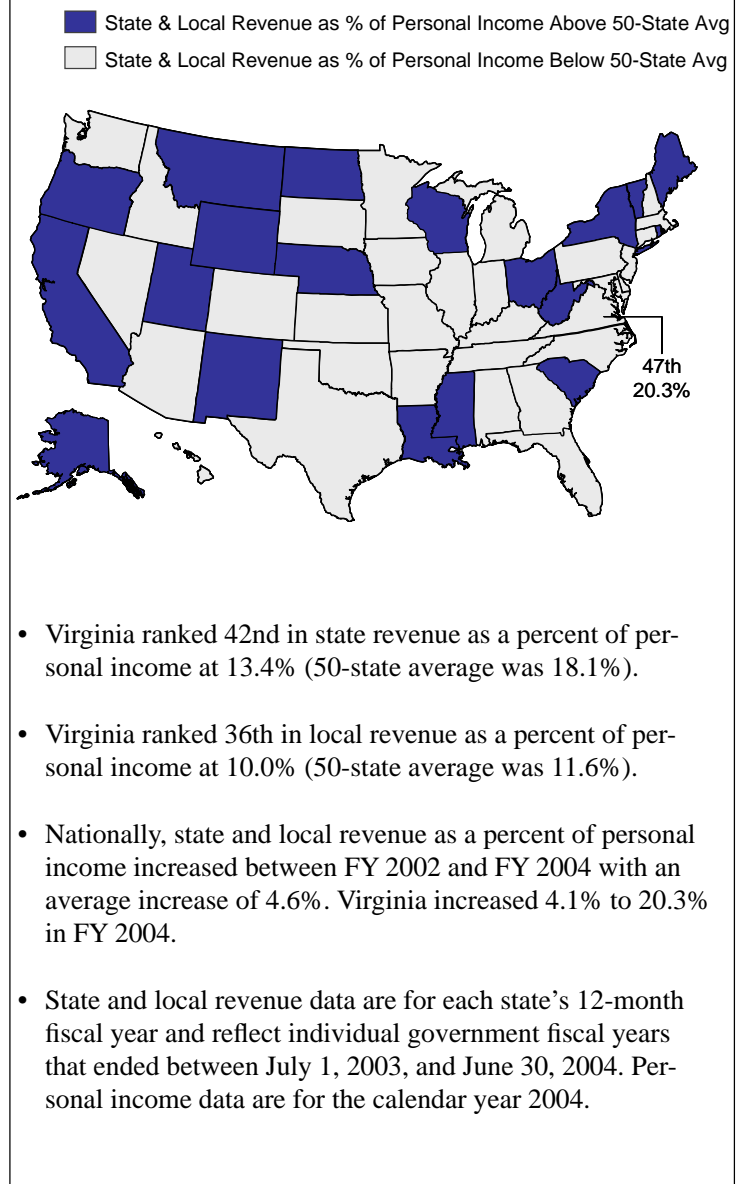 State & Local Revenue as % of Personal Income Above 50-State Avg
State & Local Revenue as % of Personal Income Below 50-State Avg
47th
20.3%
• Virginia ranked 42nd in state revenue as a percent of per-
sonal income at 13.4% (50-state average was 18.1%).
• Virginia ranked 36th in local revenue as a percent of per-
sonal income at 10.0% (50-state average was 11.6%).
• Nationally, state and local revenue as a percent of personal
income increased between FY 2002 and FY 2004 with an
average increase of 4.6%. Virginia increased 4.1% to 20.3%
in FY 2004.
• State and local revenue data are for each state’s 12-month
fiscal year and reflect individual government fiscal years
that ended between July 1, 2003, and June 30, 2004. Per-
sonal income data are for the calendar year 2004.